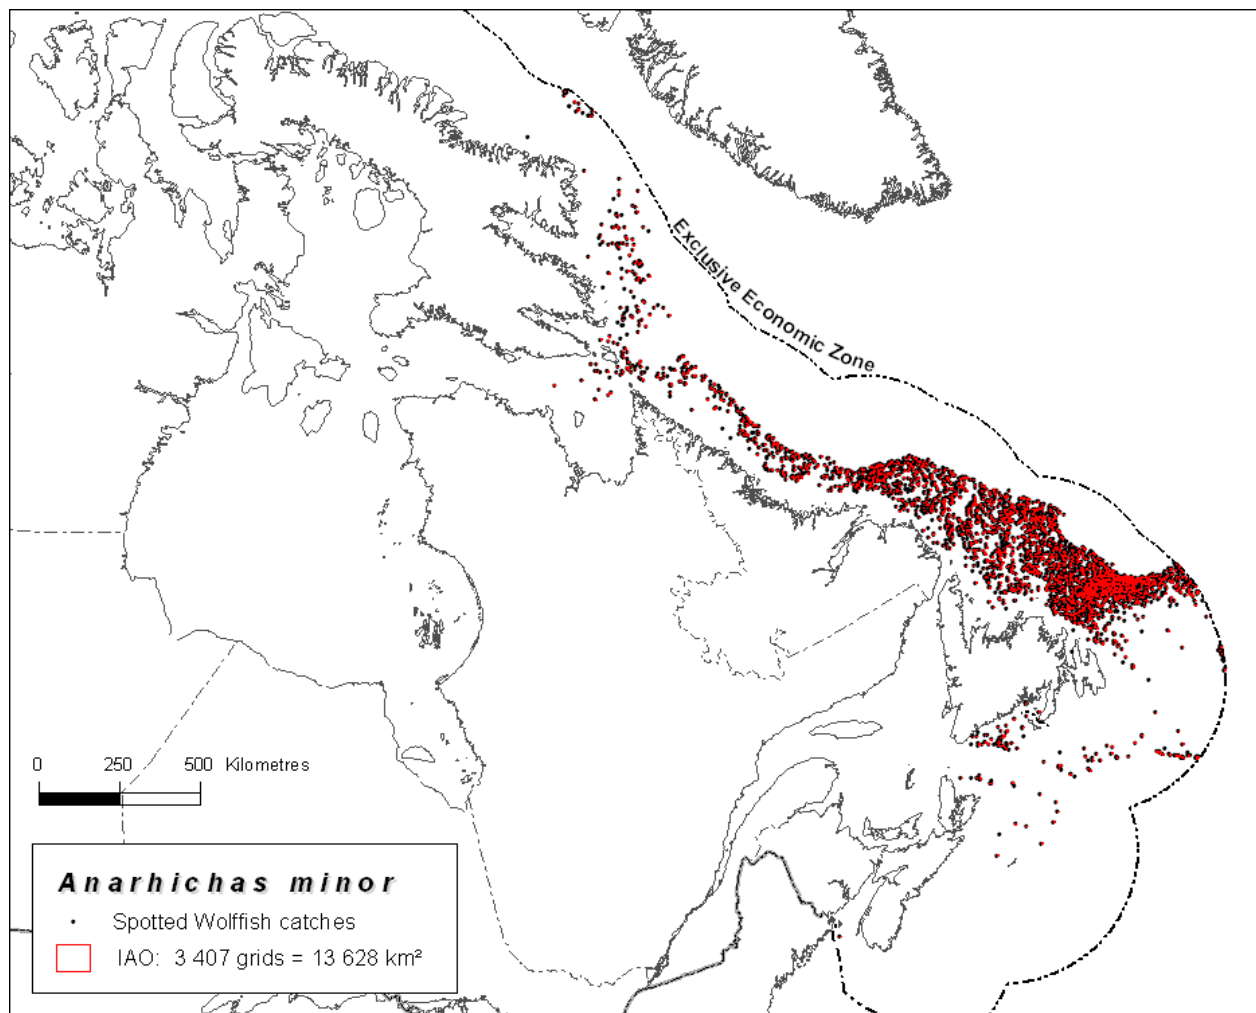 Exclusive Economic Zone
0 250 500 Kilometres
Anarhichas minor
Spotted Wolffish catches
IAO: 3 407 grids = 13 628 km²